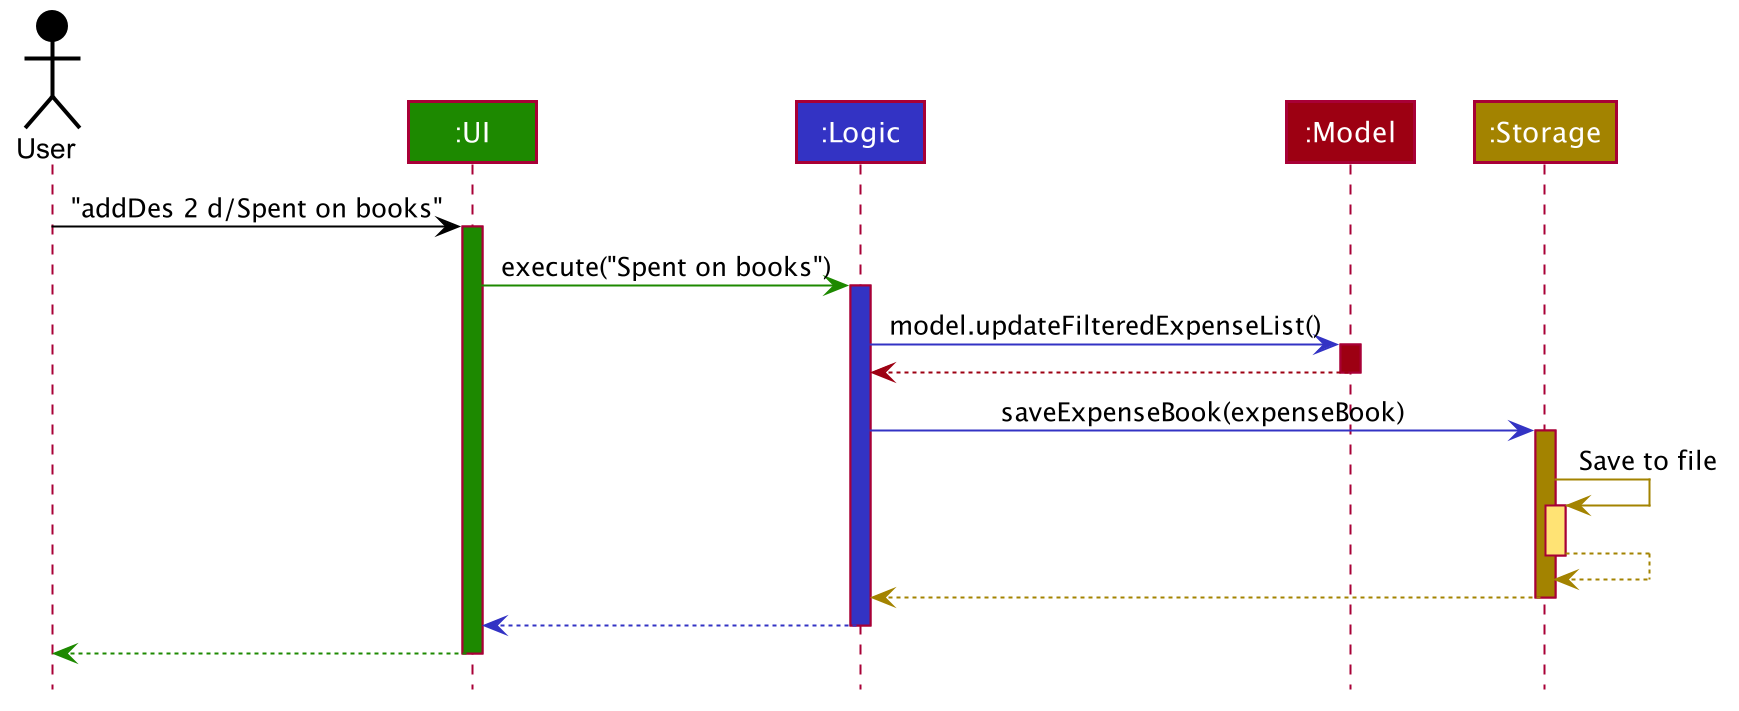 User
:UI
:Logic
:Model
:Storage
"addDes 2 d/Spent on books"
execute("Spent on books")
model.updateFilteredExpenseList()
saveExpenseBook(expenseBook)
Save to file